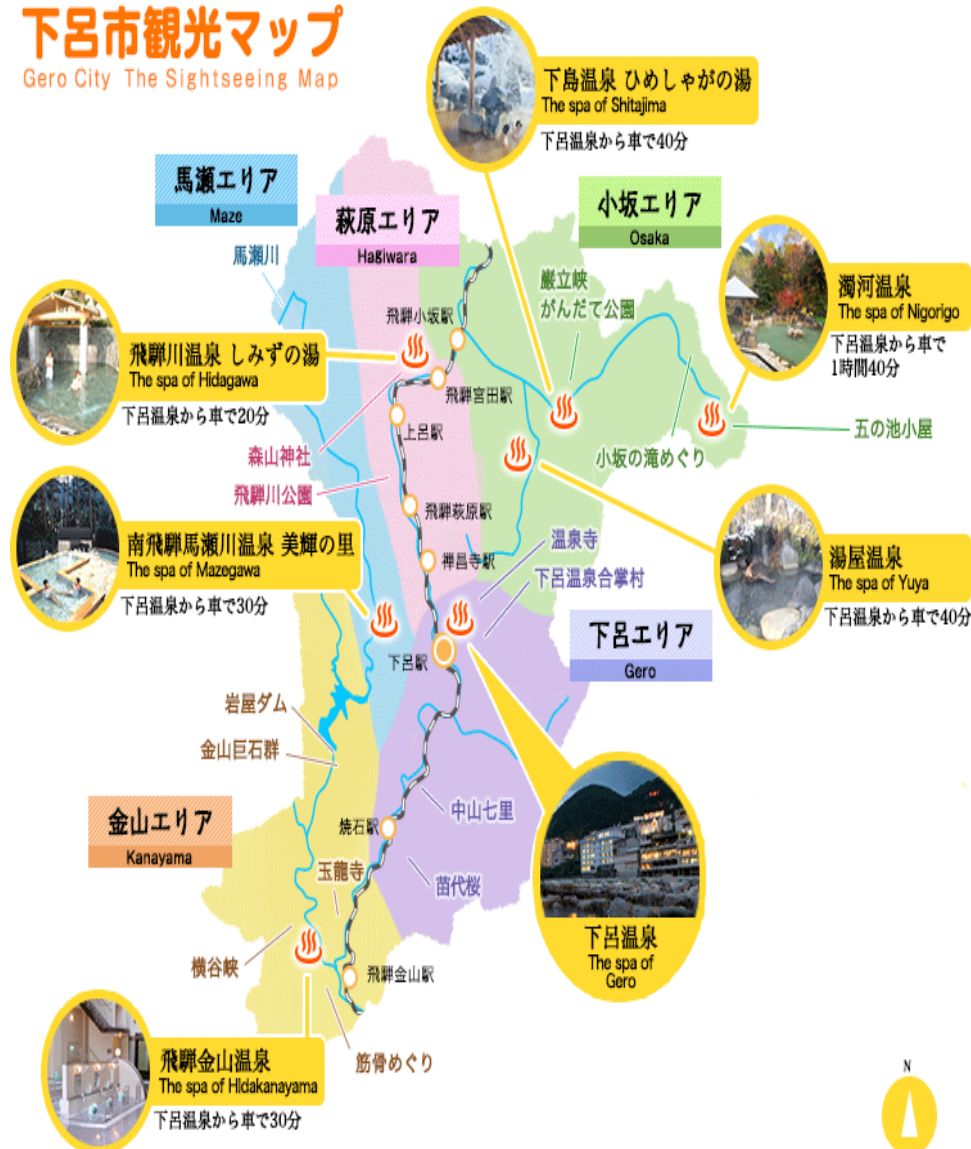 下呂市観光マップ
Gero City The Sightseeing Map
下島温泉 ひめしゃがの湯
The spa of Shitajima
下呂温泉から車で40分
馬瀬エリア
Maze
萩原エリア
Hagiwara
小坂エリア
Osaka
馬瀬川
巌立峡
がんだて公園
濁河温泉
The spa of Nigorigo
下呂温泉から車で
1時間40分
飛騨小坂駅
飛騨川温泉 しみずの湯
The spa of Hidagawa
下呂温泉から車で20分
飛騨宮田駅
上呂駅
五の池小屋
森山神社
小坂の滝めぐり
飛騨川公園
飛騨萩原駅
南飛騨馬瀬川温泉 美輝の里
The spa of Mazegawa
下呂温泉から車で30分
禅昌寺駅
温泉寺
下呂温泉合掌村
湯屋温泉
The spa of Yuya
下呂温泉から車で40分
下呂エリア
Gero
下呂駅
岩屋ダム
金山巨石群
金山エリア
Kanayama
中山七里
焼石駅
玉龍寺
苗代桜
下呂温泉
The spa of
Gero
横谷峡
飛騨金山駅
飛騨金山温泉
The spa of HIdakanayama
下呂温泉から車で30分
筋骨めぐり
N